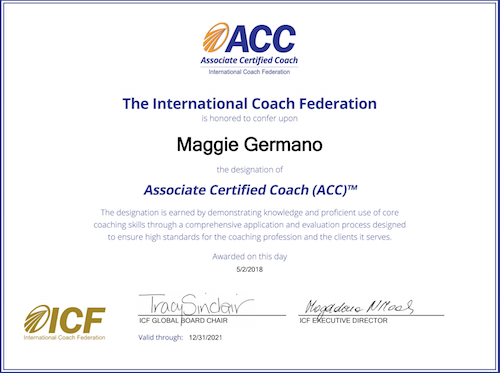 ACC
Associate Certified Coach
International Coach Federation
The International Coach Federation
is honored to confer upon
Maggie Germano
the designation of
Associate Certified Coach (ACC)™
The designation is earned by demonstrating knowledge and proficient use of core
coaching skills through a comprehensive application and evaluation process designed
to ensure high standards for the coaching profession and the clients it serves.
Awarded on this day
5/2/2018
Tracy Sinclair
ICF GLOBAL BOARD CHAIR
ICF EXECUTIVE DIRECTOR
ICF
International Coach Federation
Valid through: 12/31/2021